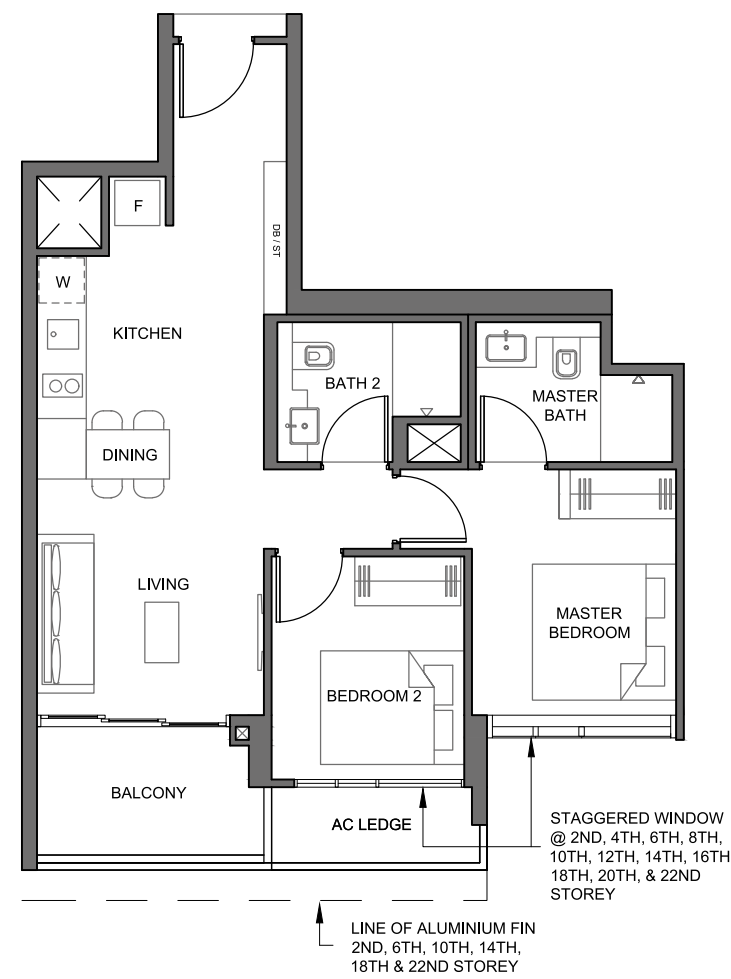 F
DB / ST
W
KITCHEN
BATH 2
MASTER
BATH
DINING
LIVING
MASTER
BEDROOM
BEDROOM 2
BALCONY
AC LEDGE
STAGGERED WINDOW
@ 2ND, 4TH, 6TH, 8TH,
10TH, 12TH, 14TH, 16TH
18TH, 20TH, & 22ND
STOREY
LINE OF ALUMINIUM FIN
2ND, 6TH, 10TH, 14TH,
18TH & 22ND STOREY